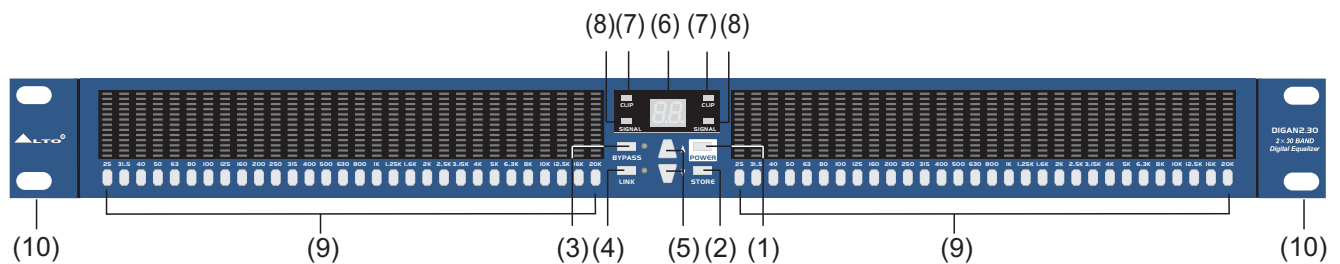 (8) (7) (6) (7) (8)
ALTO®
CLIP CLIP
88
SIGNAL SIGNAL
BYPASS POWER
LINK STORE
25 31.5 40 50 63 80 100 125 160 200 250 315 400 500 630 800 1K 1.25K 1.6K 2K 2.5K 3.15K 4K 5K 6.3K 8K 10K 12.5K 16K 20K
25 31.5 40 50 63 80 100 125 160 200 250 315 400 500 630 800 1K 1.25K 1.6K 2K 2.5K 3.15K 4K 5K 6.3K 8K 10K 12.5K 16K 20K
DIGAN2.30
2×30 BAND
Digital Equalizer
(10) (9) (3) (4) (5) (2) (1) (9) (10)